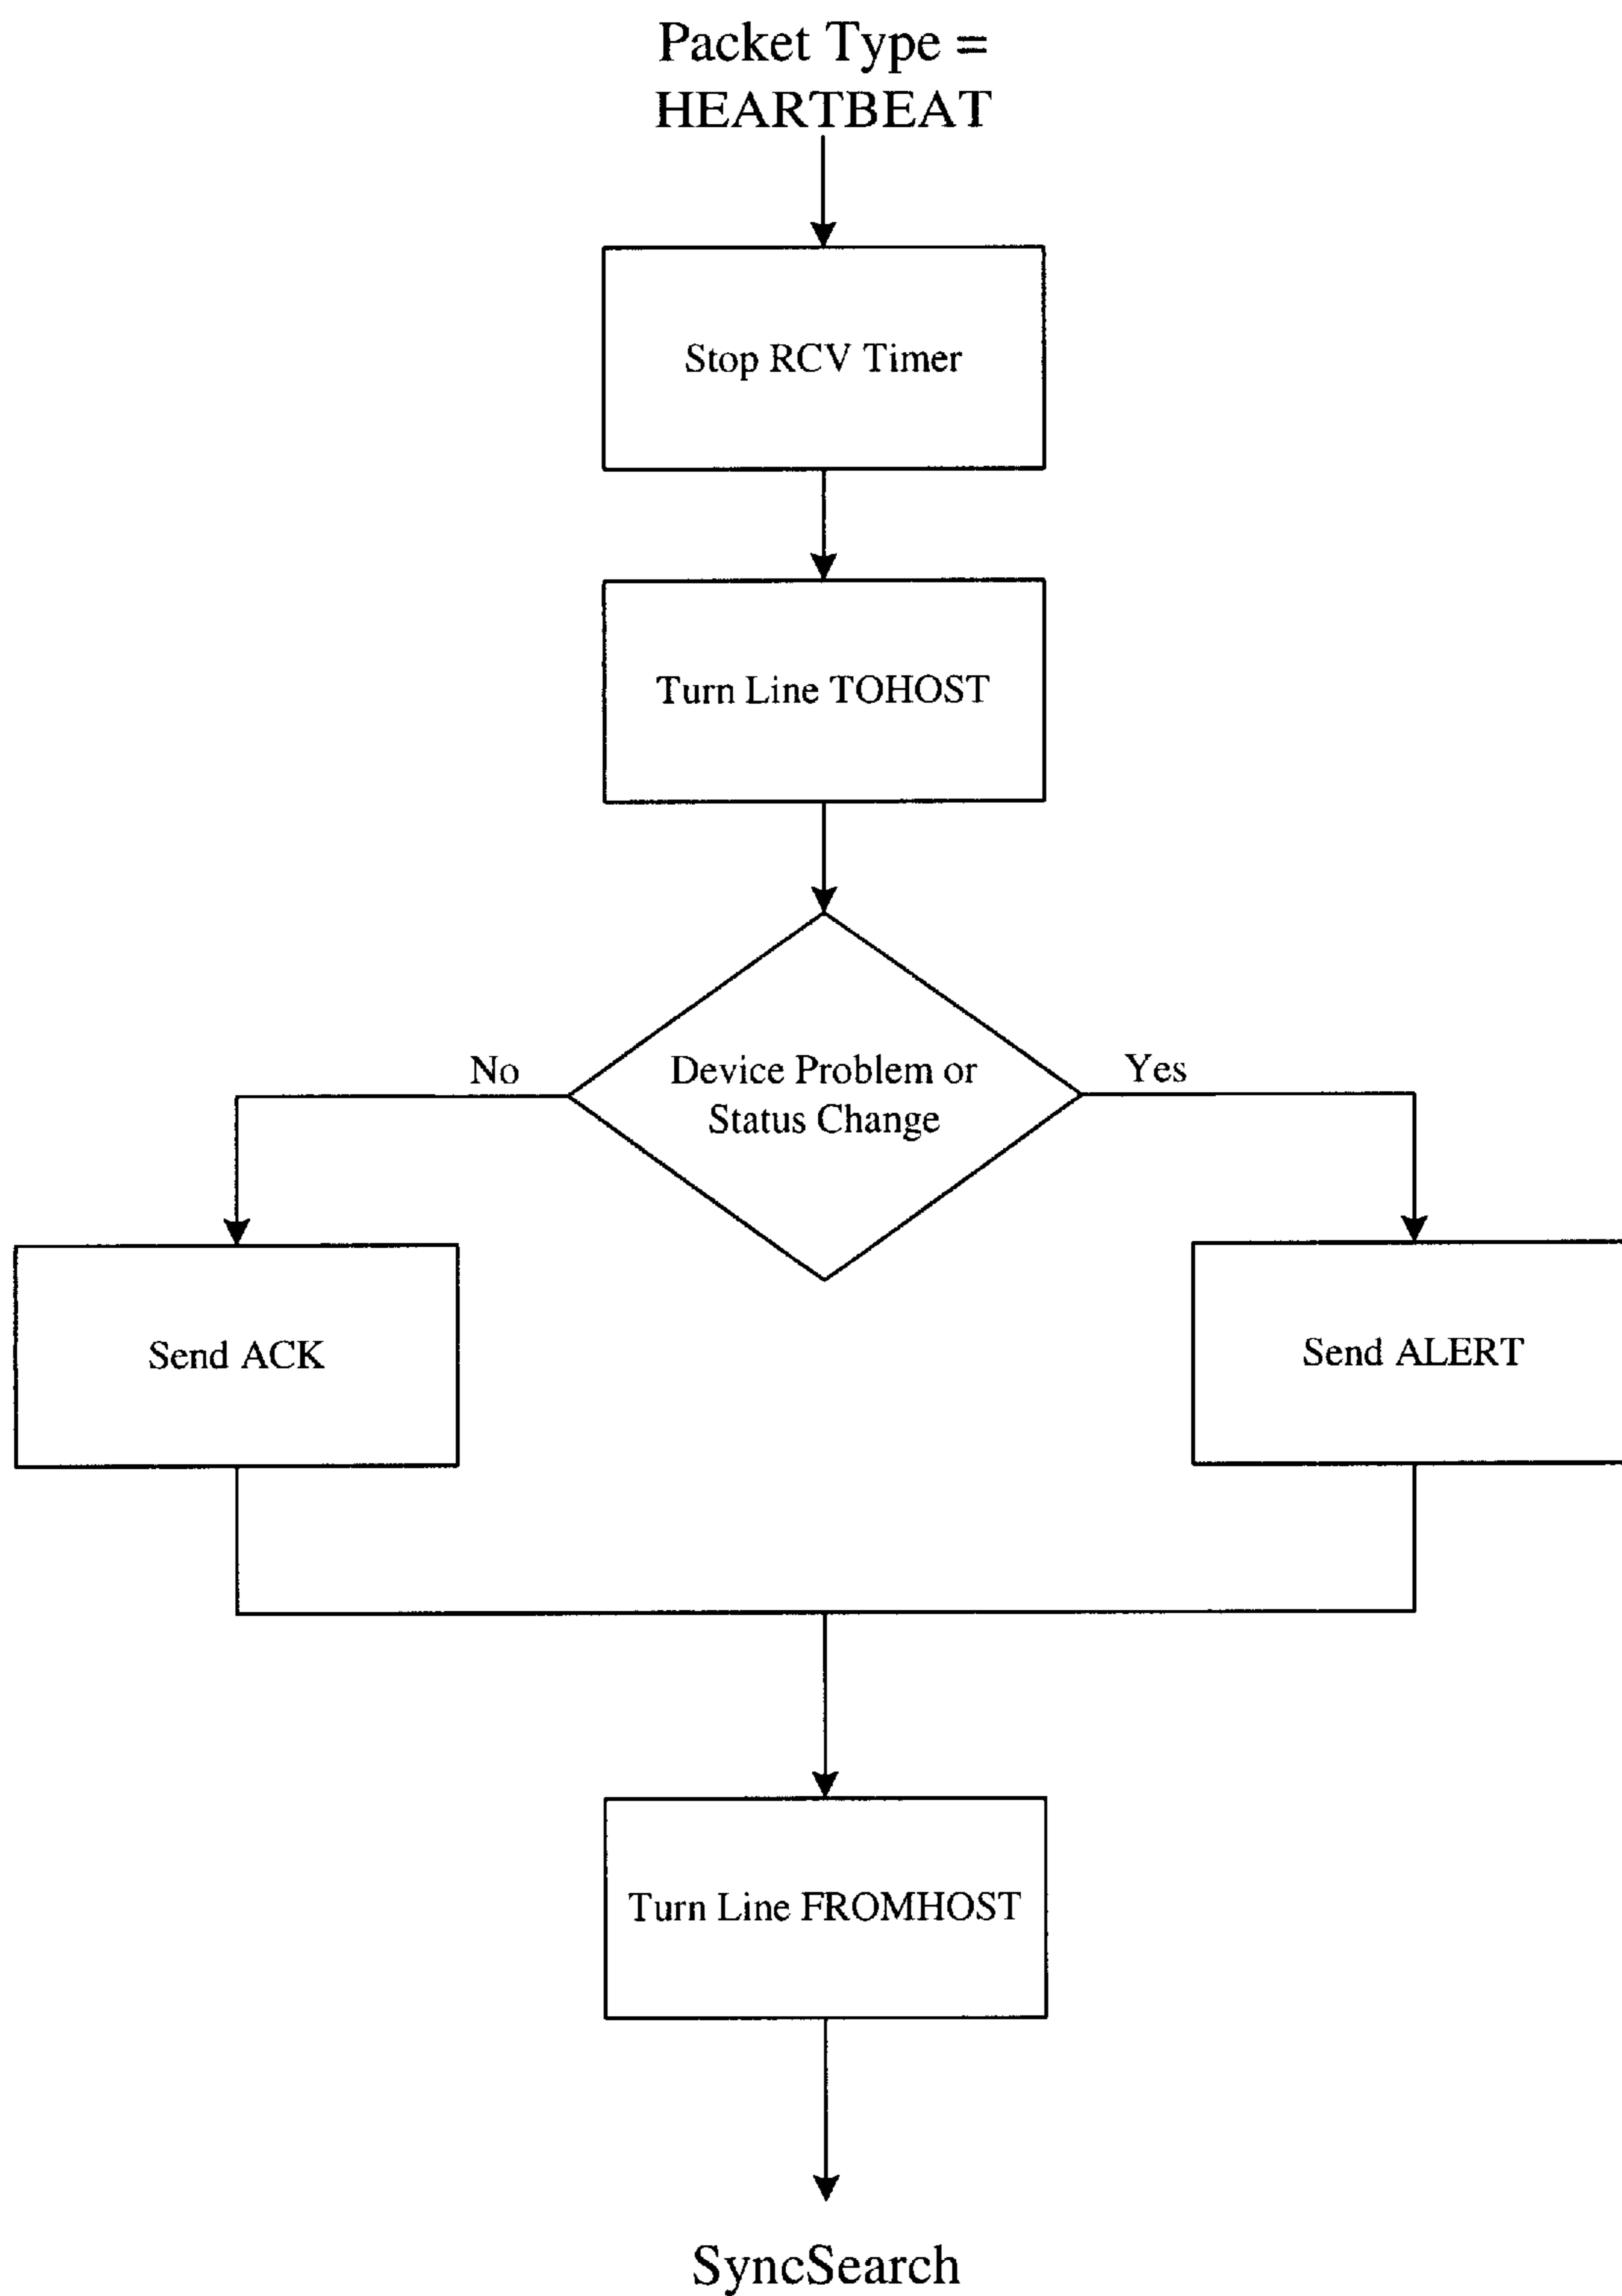 Packet Type =
HEARTBEAT
Stop RCV Timer
Turn Line TOHOST
Device Problem or
Status Change
No
Yes
Send ACK
Send ALERT
Turn Line FROMHOST
SyncSearch